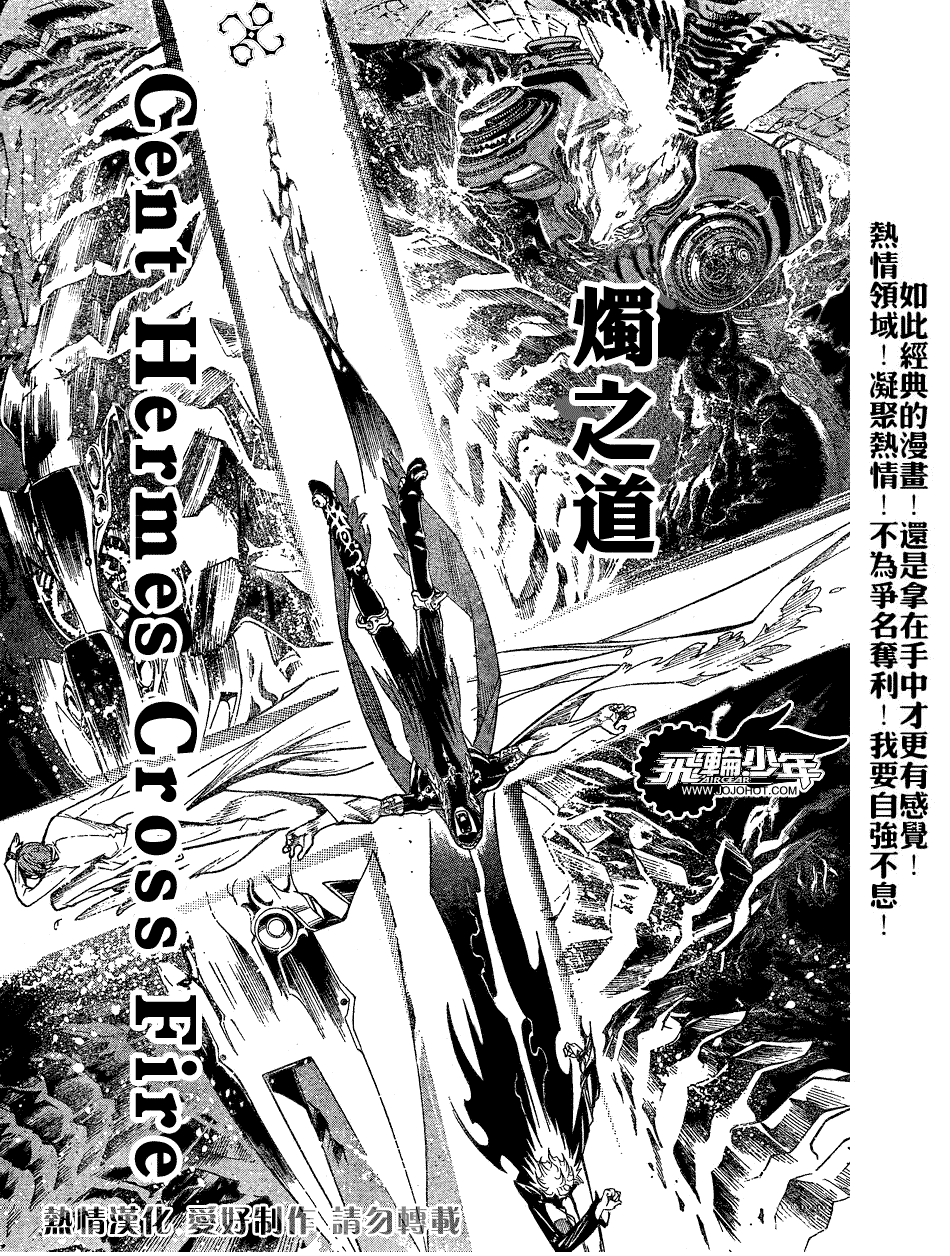 如此經典的漫畫！還是拿在手中才更有感覺！
熱情領域！凝聚熱情！不為爭名奪利！我要自強不息！
燭之道
Cent Hermes Cross Fire
飛輪少年
AIR GEAR
WWW.JOJOHOT.COM
熱情漢化 愛好制作 請勿轉載